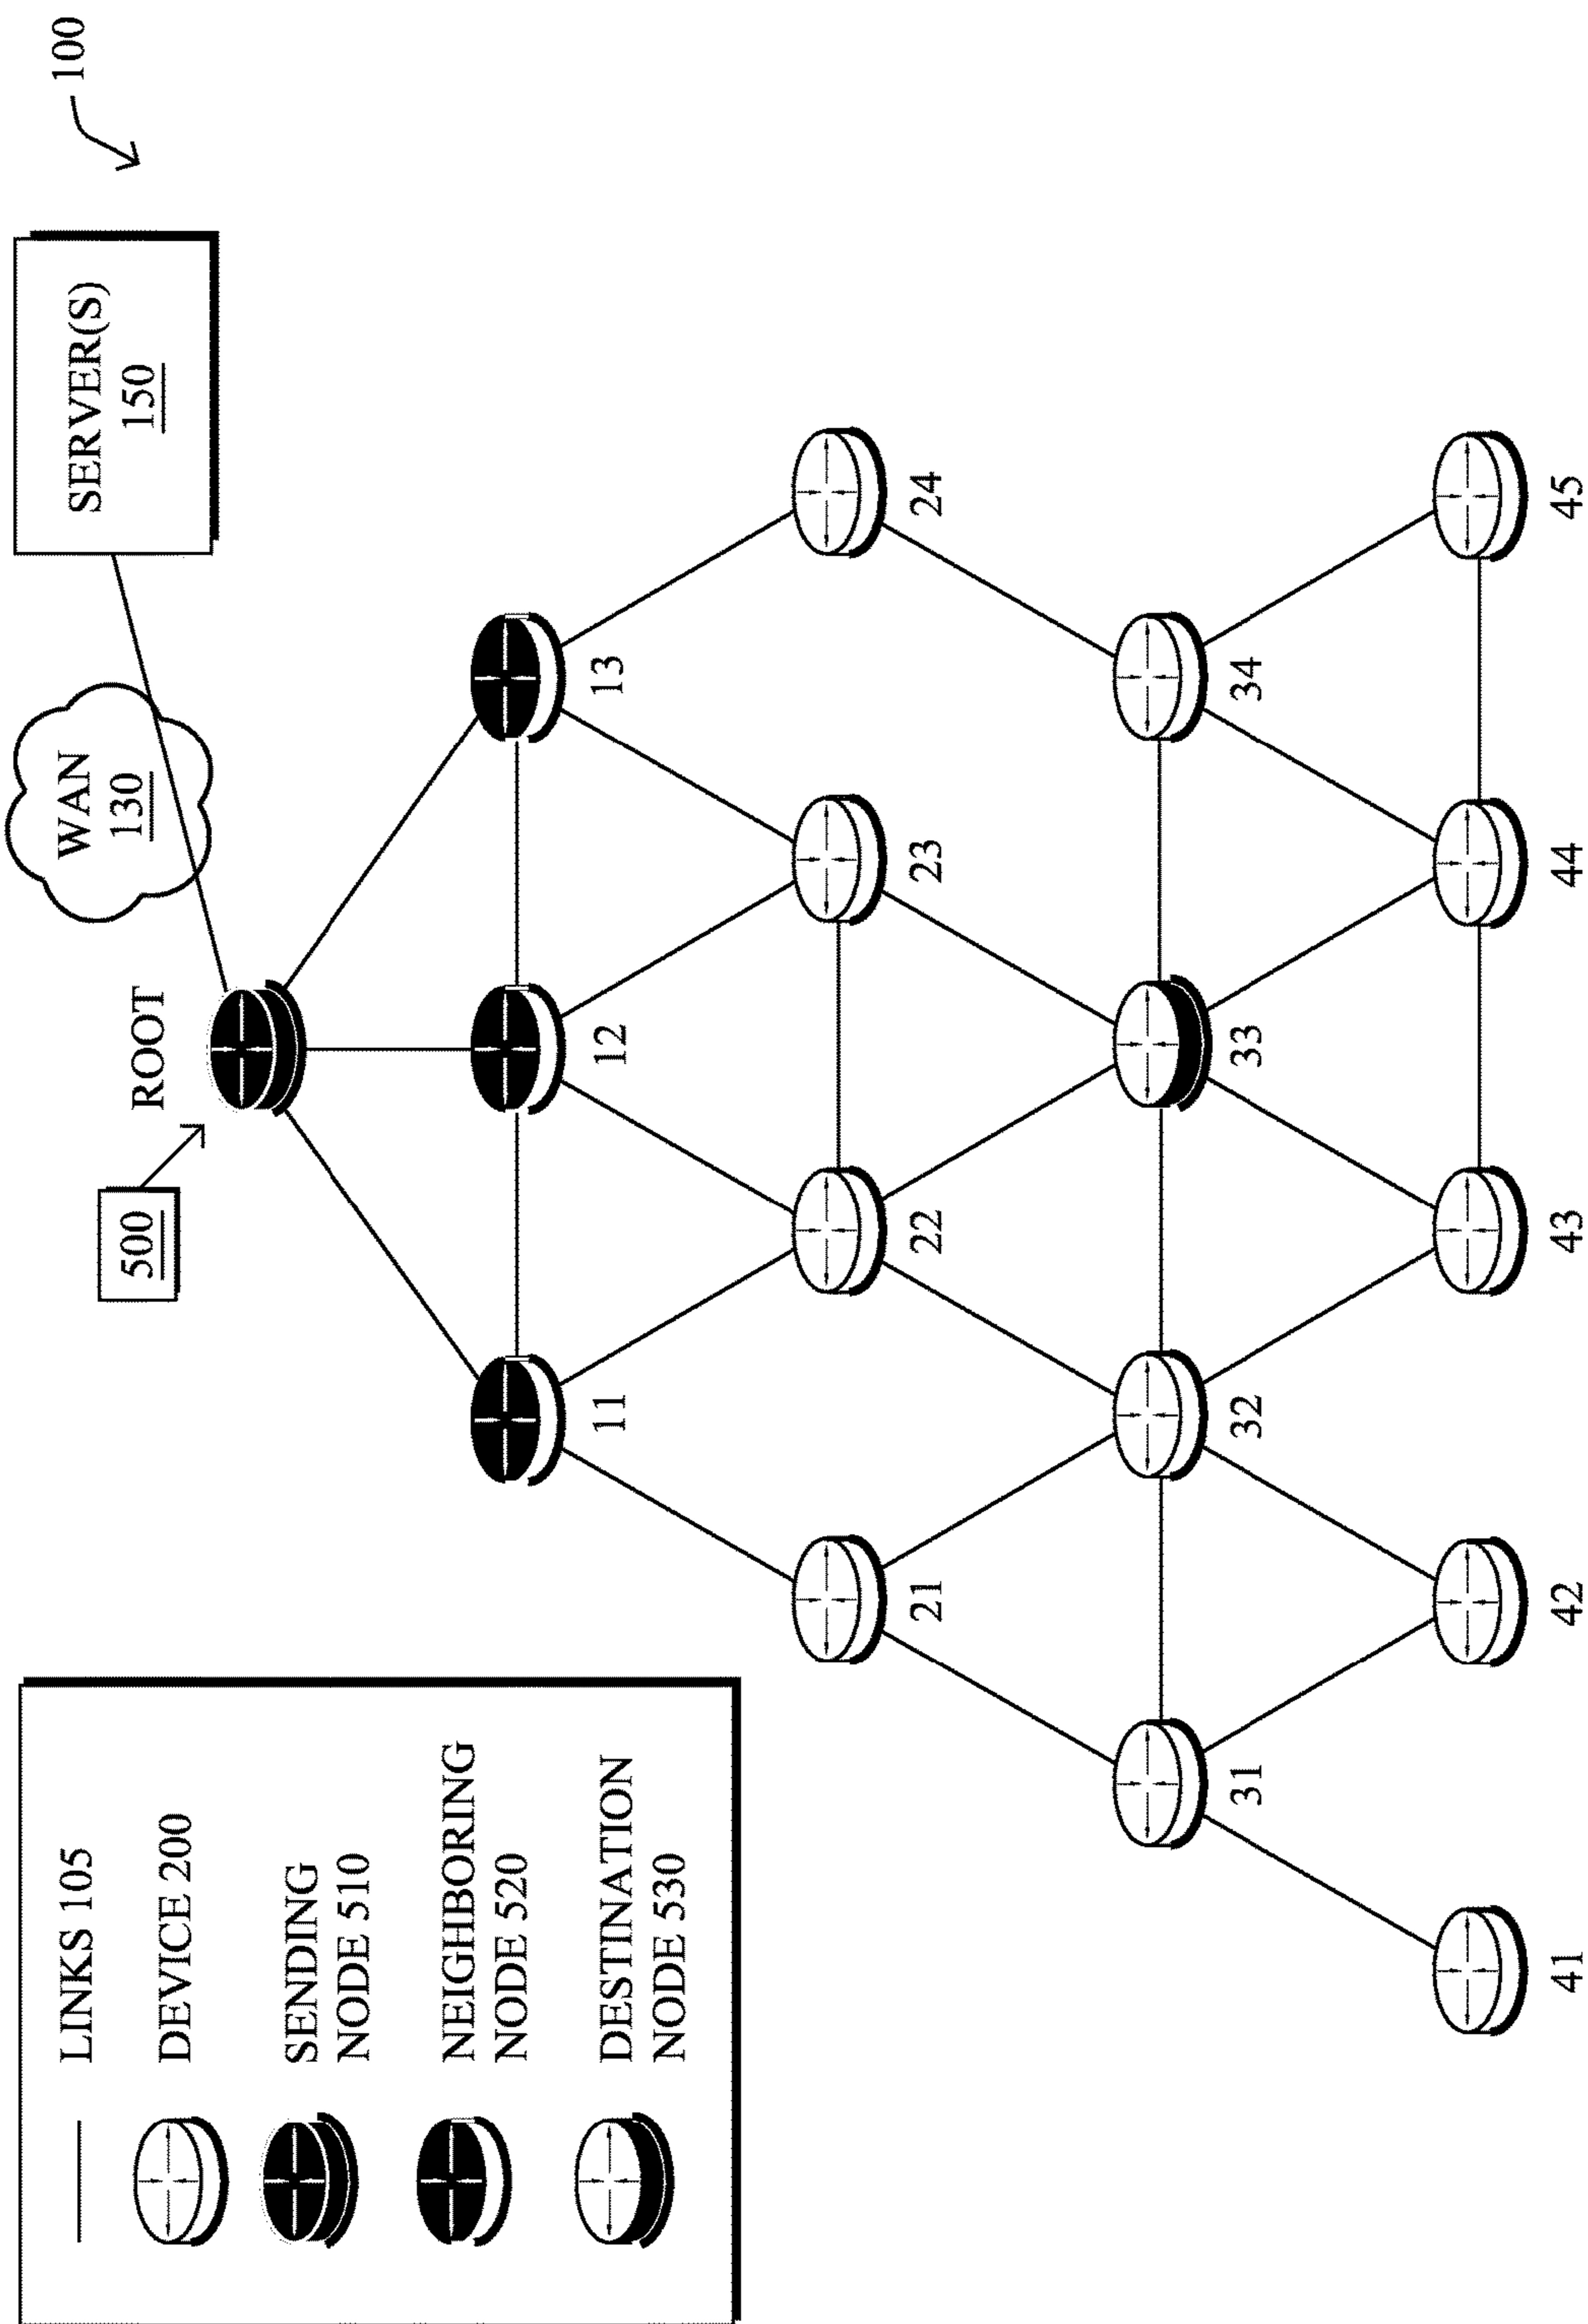 100
SERVER(S)
150
WAN
130
ROOT
500
LINKS 105
DEVICE 200
SENDING
NODE 510
NEIGHBORING
NODE 520
DESTINATION
NODE 530
11
12
13
21
22
23
24
31
32
33
34
41
42
43
44
45